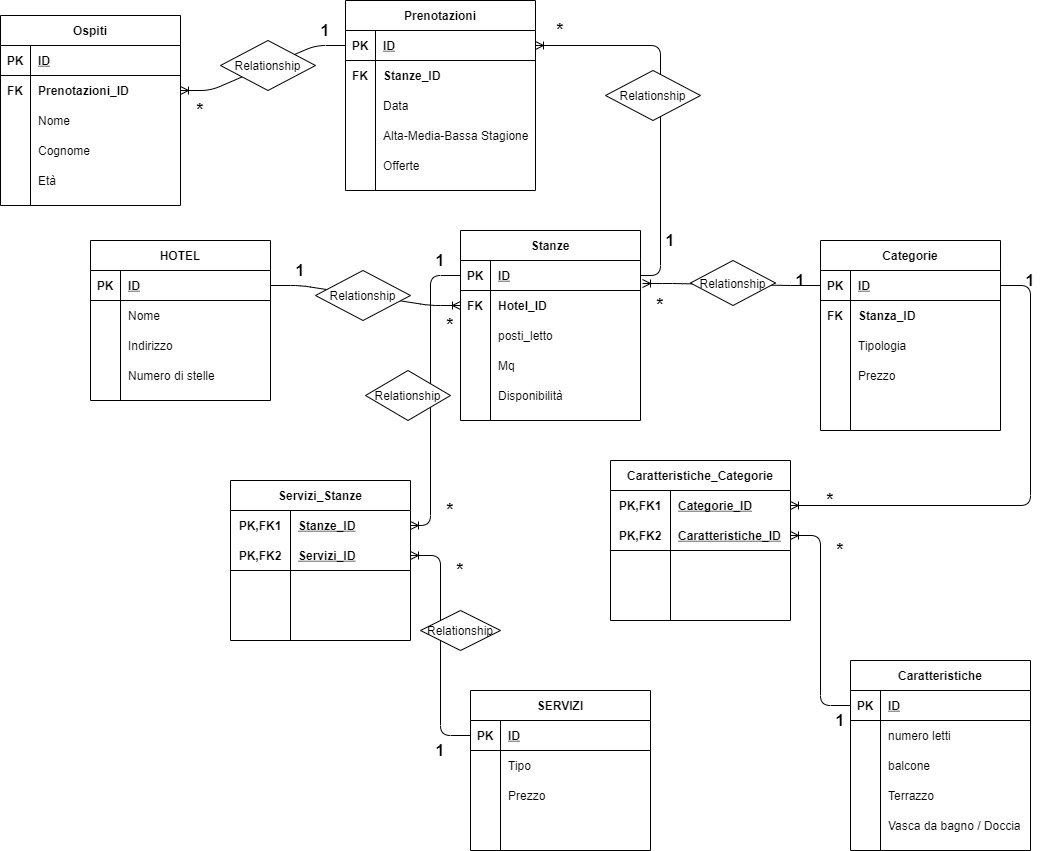 Ospiti
PK ID
FK Prenotazioni_ID
Nome
Cognome
Età
Relationship
1
*
Prenotazioni
PK ID
FK Stanze_ID
Data
Alta-Media-Bassa Stagione
Offerte
*
Relationship
1
HOTEL
PK ID
Nome
Indirizzo
Numero di stelle
1
Relationship
*
Stanze
PK ID
FK Hotel_ID
posti_letto
Mq
Disponibilità
*
Relationship
1
Categorie
PK ID
FK Stanza_ID
Tipologia
Prezzo
1
1
Relationship
*
Servizi_Stanze
PK,FK1 Stanze_ID
PK,FK2 Servizi_ID
*
Relationship
1
SERVIZI
PK ID
Tipo
Prezzo
Caratteristiche_Categorie
PK,FK1 Categorie_ID
PK,FK2 Caratteristiche_ID
*
*
1
Caratteristiche
PK ID
numero letti
balcone
Terrazzo
Vasca da bagno / Doccia